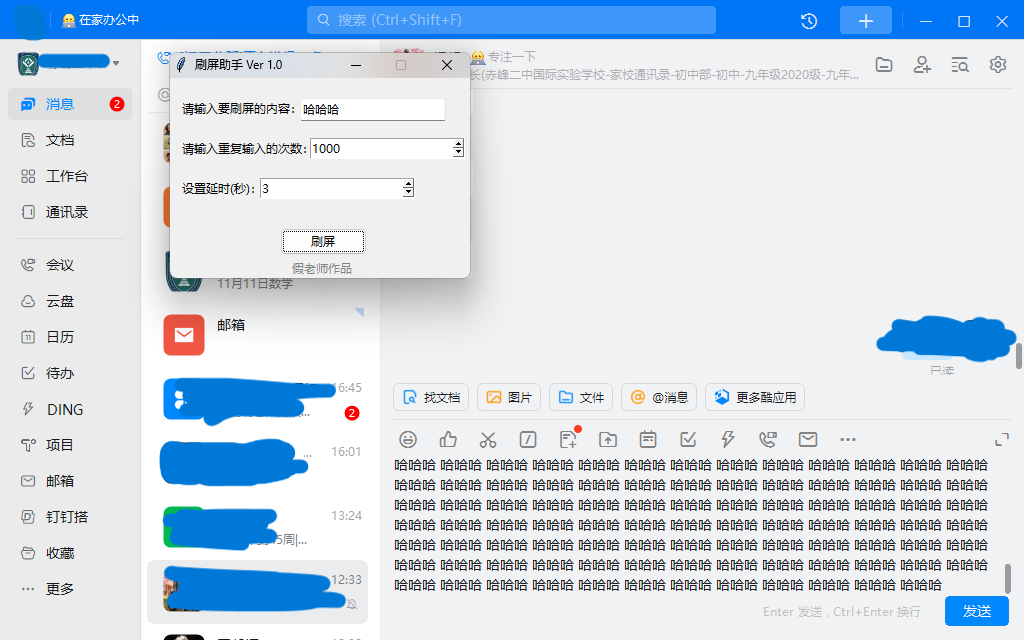 在家办公中
搜索 (Ctrl+Shift+F)
消息 2
文档
工作台
通讯录
会议
云盘
日历
待办
DING
项目
邮箱
钉钉搭
收藏
更多
刷屏助手 Ver 1.0
请输入要刷屏的内容： 哈哈哈
请输入重复输入的次数： 1000
设置延时(秒)： 3
刷屏
假老师作品
11月11日数学
邮箱
16:45
2
16:01
13:24
12:33
专注一下
长(赤峰二中国际实验学校-家校通讯录-初中部-初中-九年级2020级-九年...
已读
找文档 图片 文件 @消息 更多酷应用
哈哈哈 哈哈哈 哈哈哈 哈哈哈 哈哈哈 哈哈哈 哈哈哈 哈哈哈 哈哈哈 哈哈哈 哈哈哈 哈哈哈 哈哈哈
哈哈哈 哈哈哈 哈哈哈 哈哈哈 哈哈哈 哈哈哈 哈哈哈 哈哈哈 哈哈哈 哈哈哈 哈哈哈 哈哈哈 哈哈哈
哈哈哈 哈哈哈 哈哈哈 哈哈哈 哈哈哈 哈哈哈 哈哈哈 哈哈哈 哈哈哈 哈哈哈 哈哈哈 哈哈哈 哈哈哈
哈哈哈 哈哈哈 哈哈哈 哈哈哈 哈哈哈 哈哈哈 哈哈哈 哈哈哈 哈哈哈 哈哈哈 哈哈哈 哈哈哈 哈哈哈
哈哈哈 哈哈哈 哈哈哈 哈哈哈 哈哈哈 哈哈哈 哈哈哈 哈哈哈 哈哈哈 哈哈哈 哈哈哈 哈哈哈 哈哈哈
哈哈哈 哈哈哈 哈哈哈 哈哈哈 哈哈哈 哈哈哈 哈哈哈 哈哈哈 哈哈哈 哈哈哈 哈哈哈 哈哈哈 哈哈哈
哈哈哈 哈哈哈 哈哈哈 哈哈哈 哈哈哈 哈哈哈 哈哈哈 哈哈哈 哈哈哈 哈哈哈 哈哈哈 哈哈哈
Enter 发送 , Ctrl+Enter 换行
发送